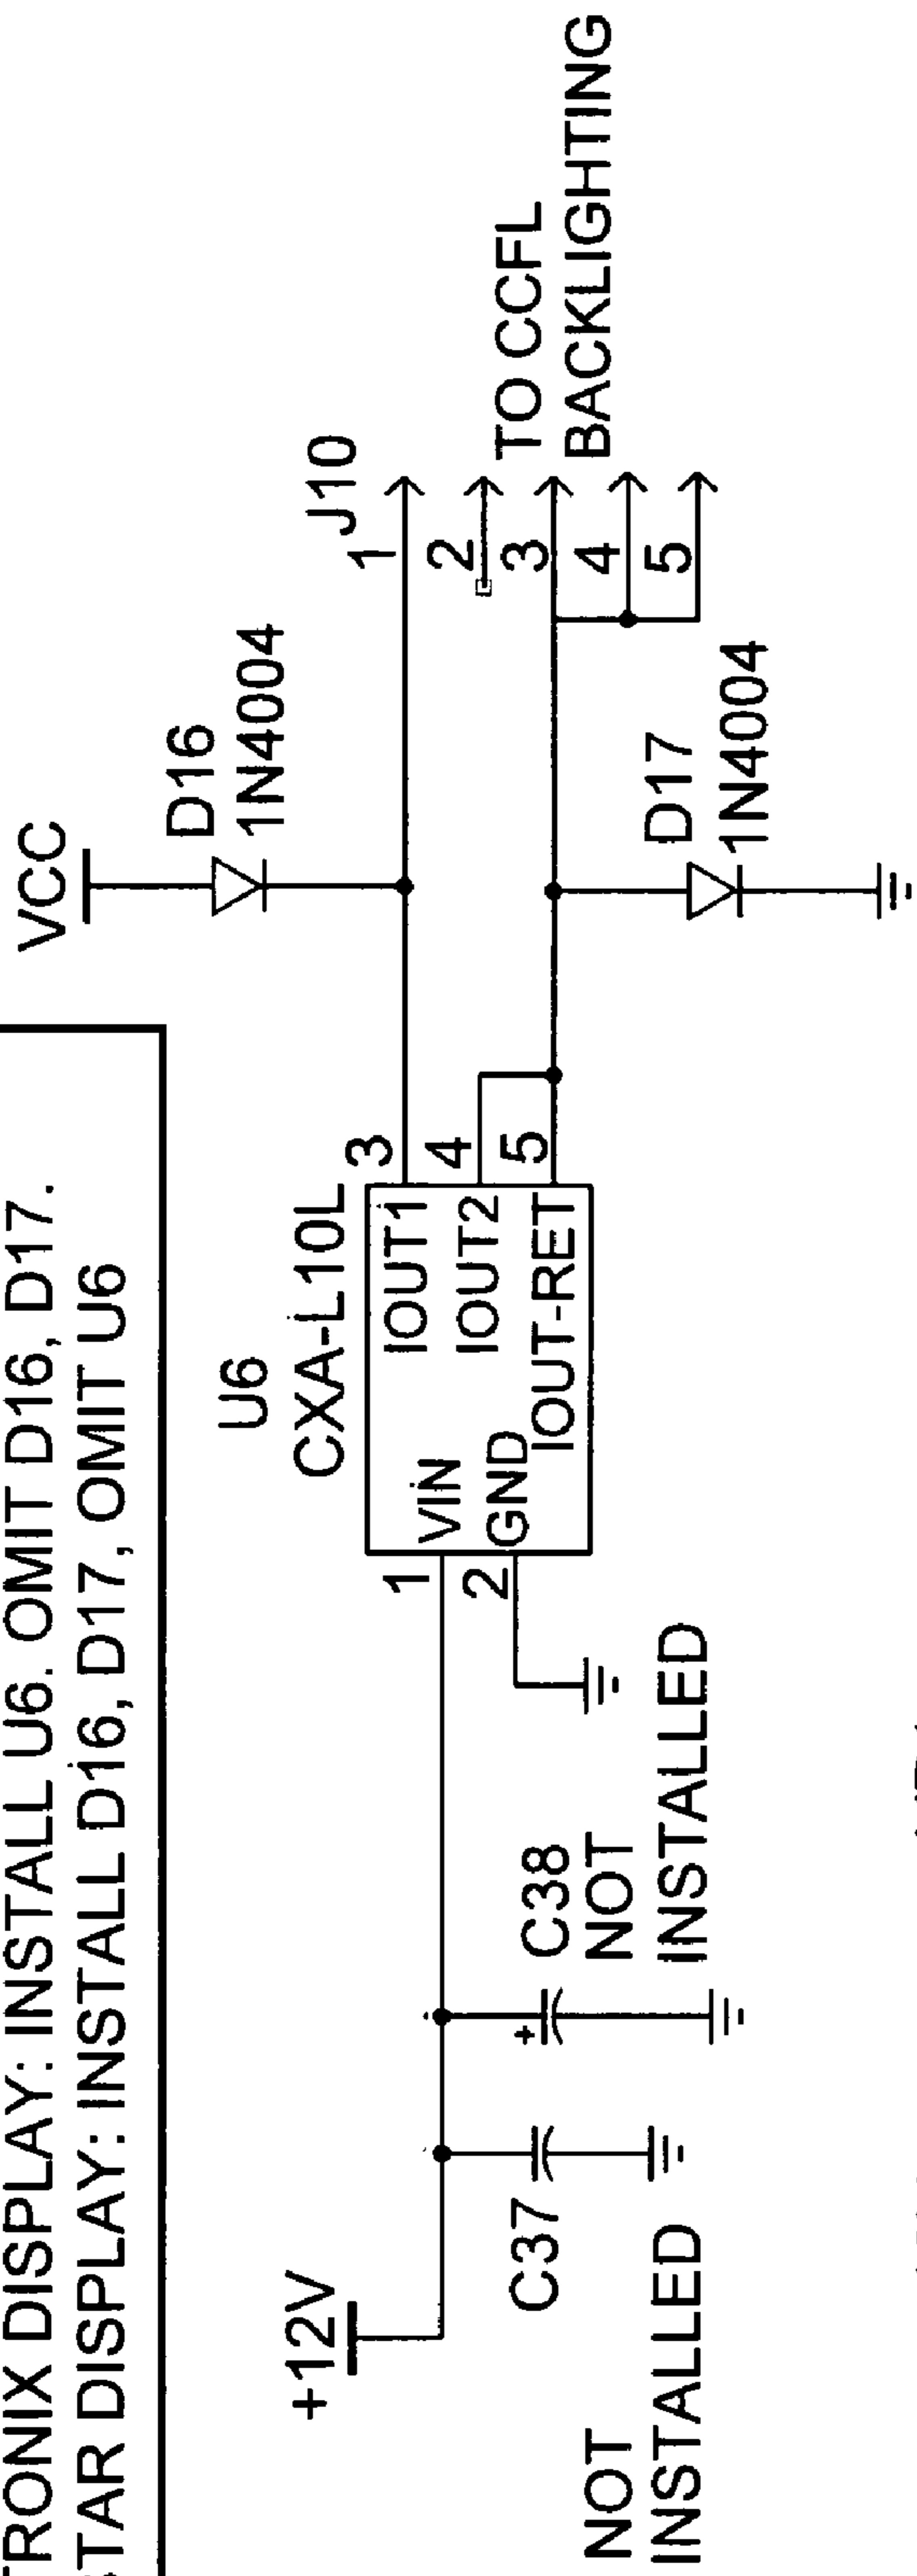 TRONIX DISPLAY: INSTALL U6. OMIT D16, D17.
STAR DISPLAY: INSTALL D16, D17, OMIT U6
VCC
D16
1N4004
J10
1
2
3
4
5
TO CCFL
BACKLIGHTING
D17
1N4004
U6
CXA-L10L
VIN
GND
IOUT1
IOUT2
IOUT-RET
1
2
3
4
5
+12V
C37
NOT
INSTALLED
+
C38
NOT
INSTALLED